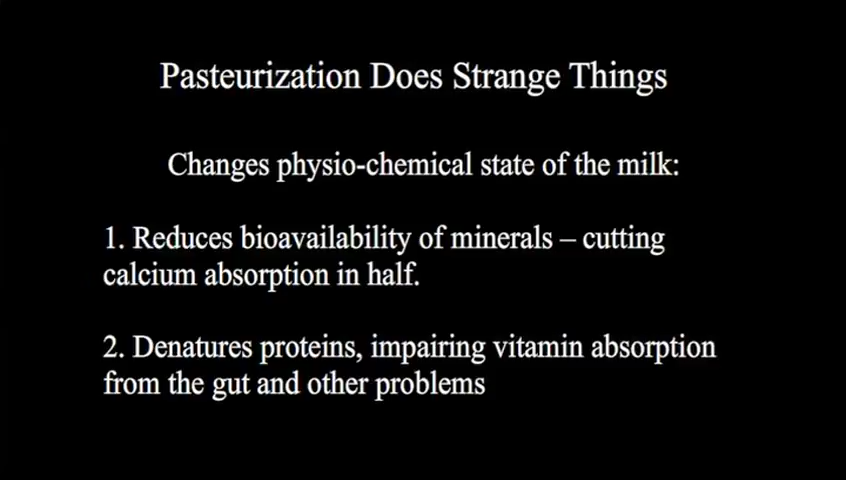 Pasteurization Does Strange Things
Changes physio-chemical state of the milk:
1. Reduces bioavailability of minerals – cutting
calcium absorption in half.
2. Denatures proteins, impairing vitamin absorption
from the gut and other problems